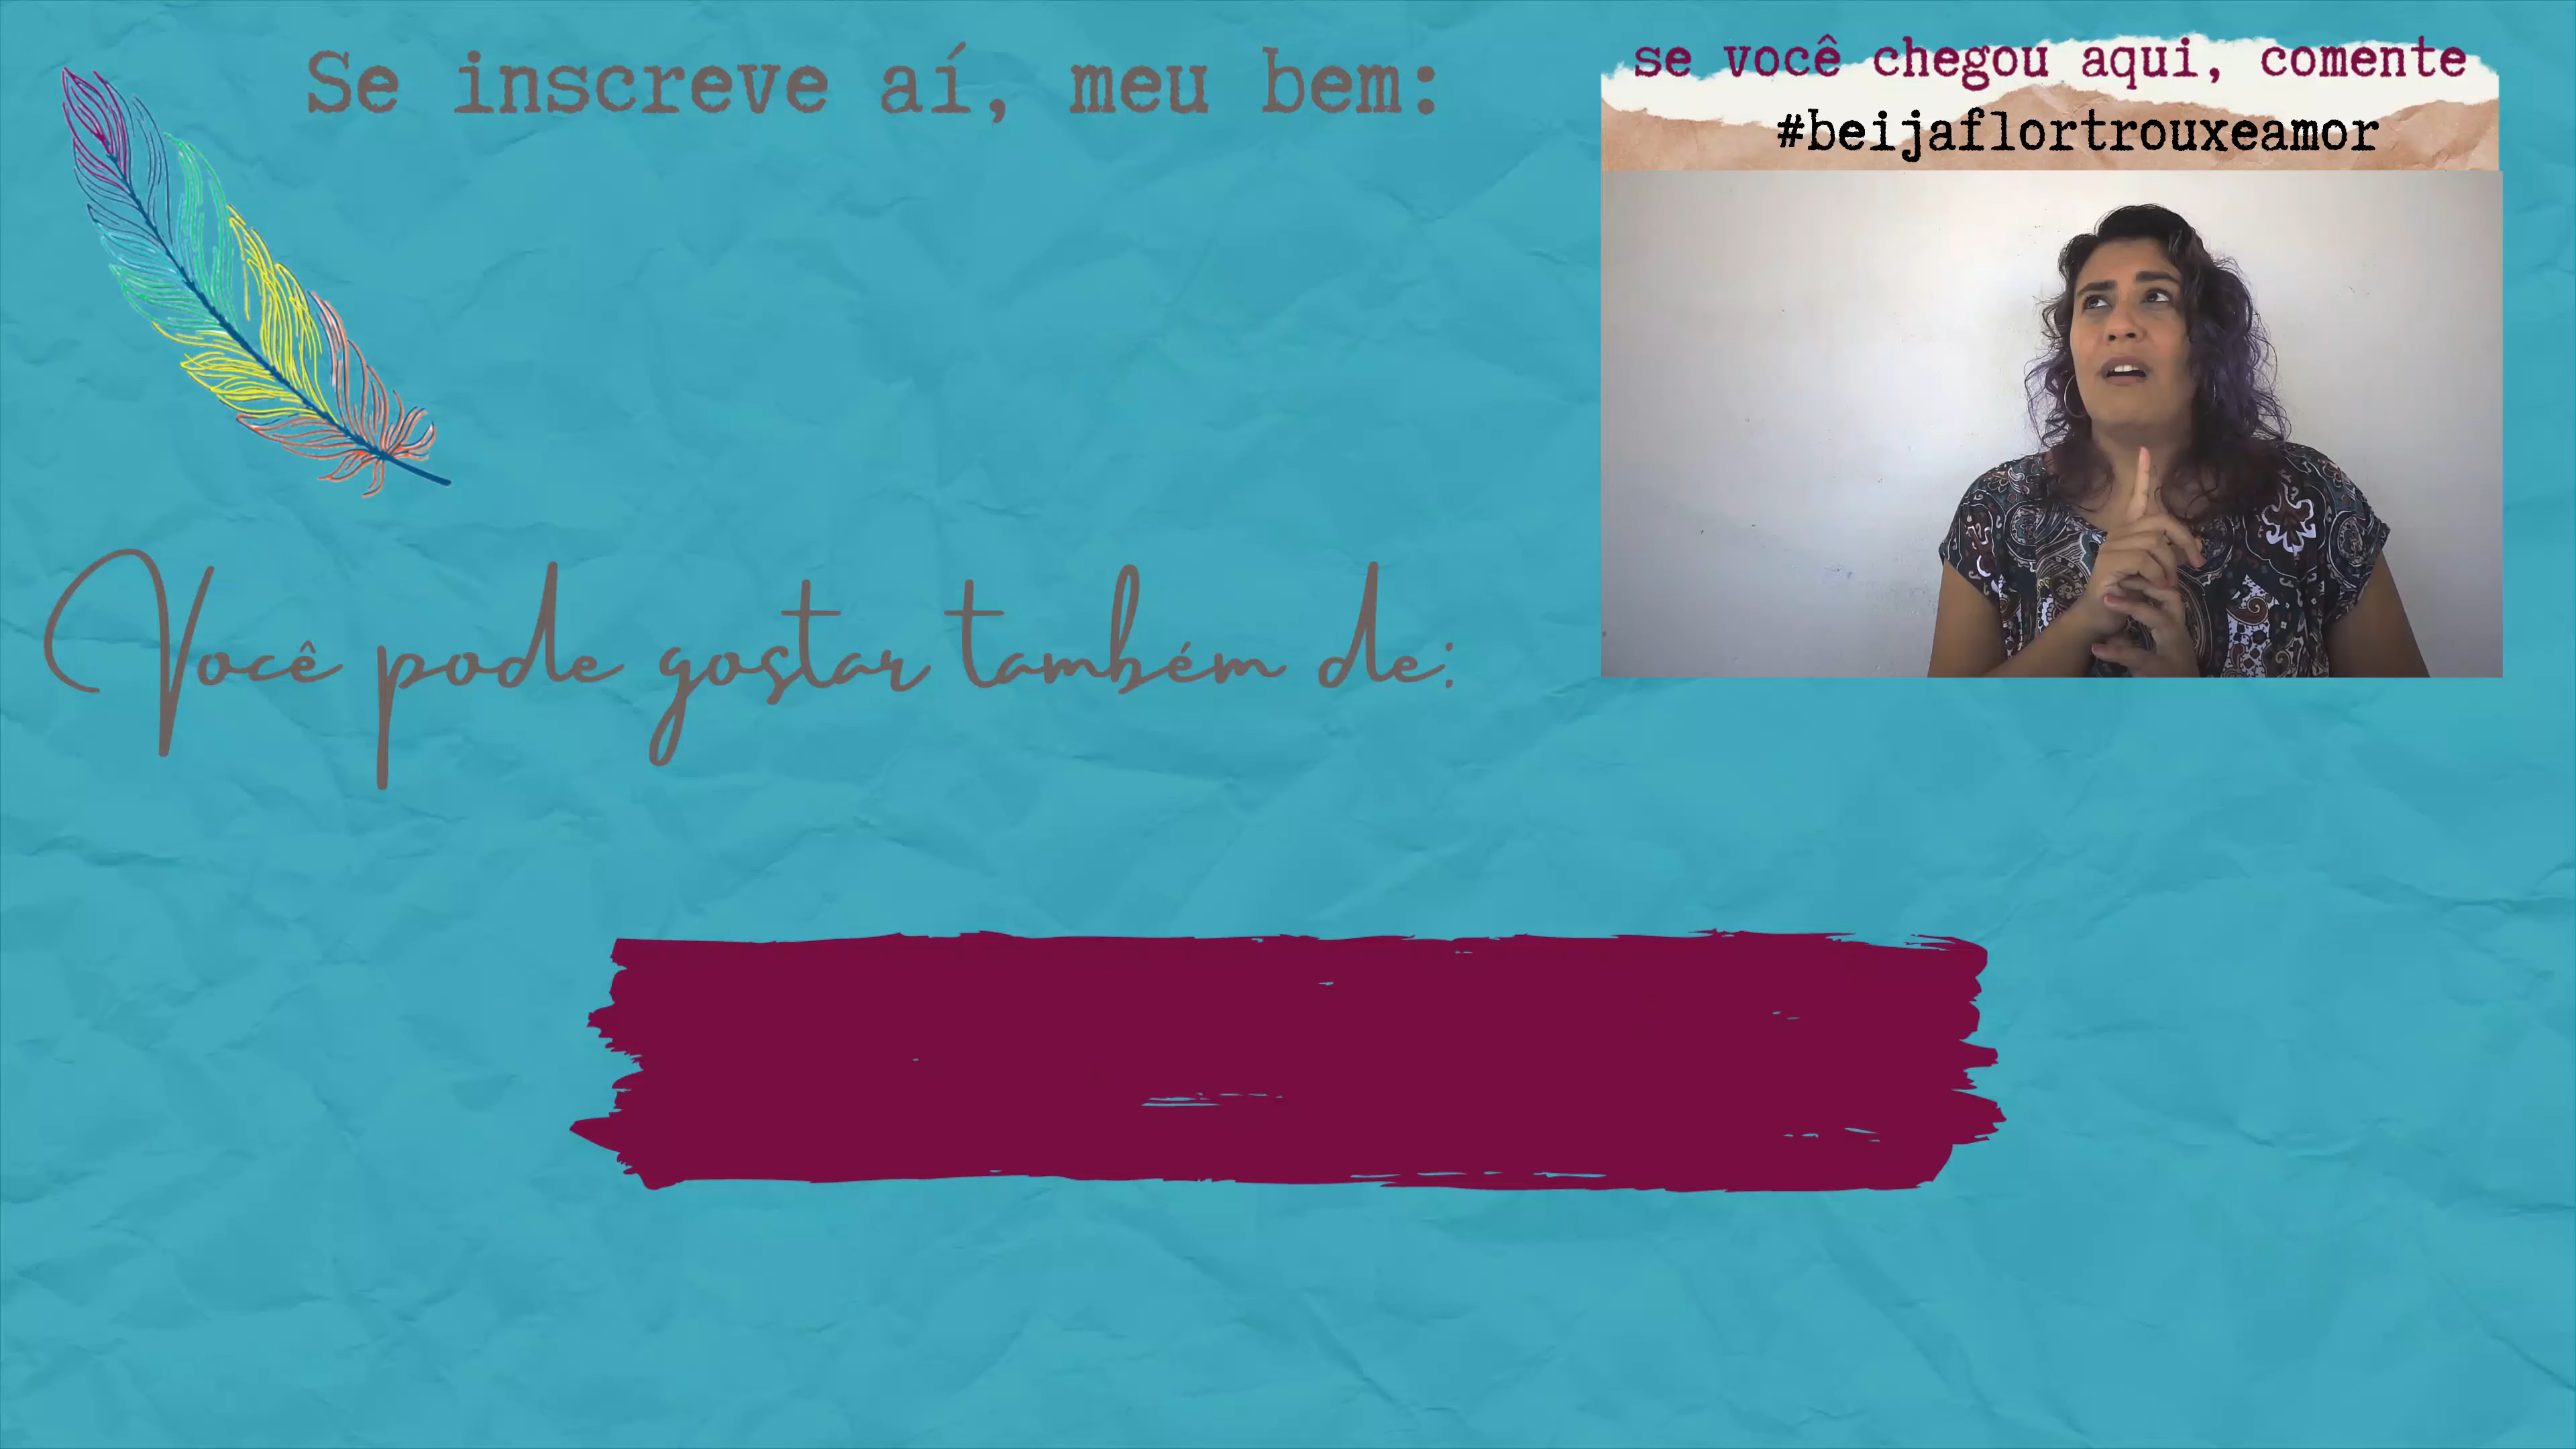 Se inscreve aí, meu bem:
se você chegou aqui, comente
#beijaflortrouxeamor
Você pode gostar também de: